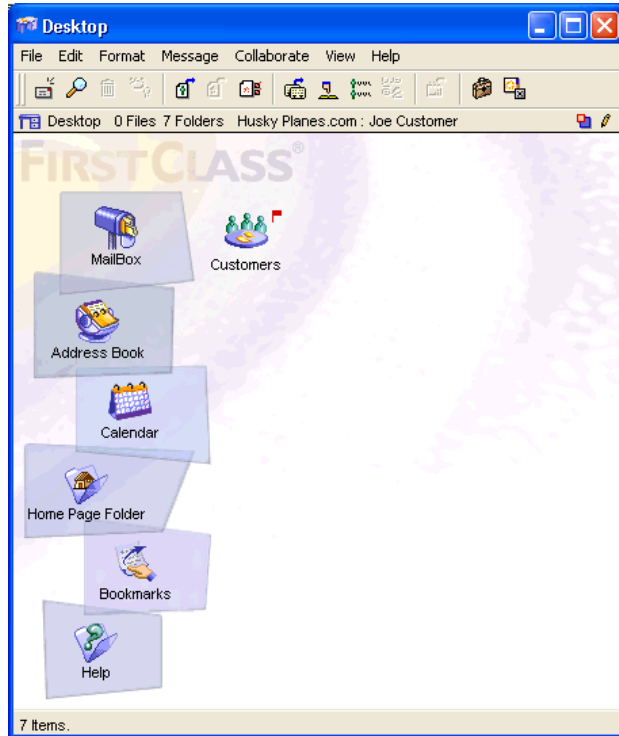 Desktop
File Edit Format Message Collaborate View Help
Desktop 0 Files 7 Folders Husky Planes.com : Joe Customer
FIRSTCLASS®
MailBox
Customers
Address Book
Calendar
Home Page Folder
Bookmarks
Help
7 Items.